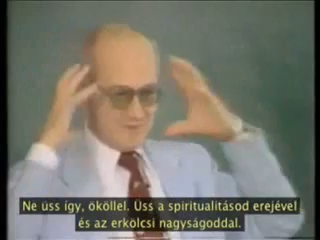 Ne üss így, ököllel. Üss a spiritualitásod erejével
és az erkölcsi nagyságoddal.